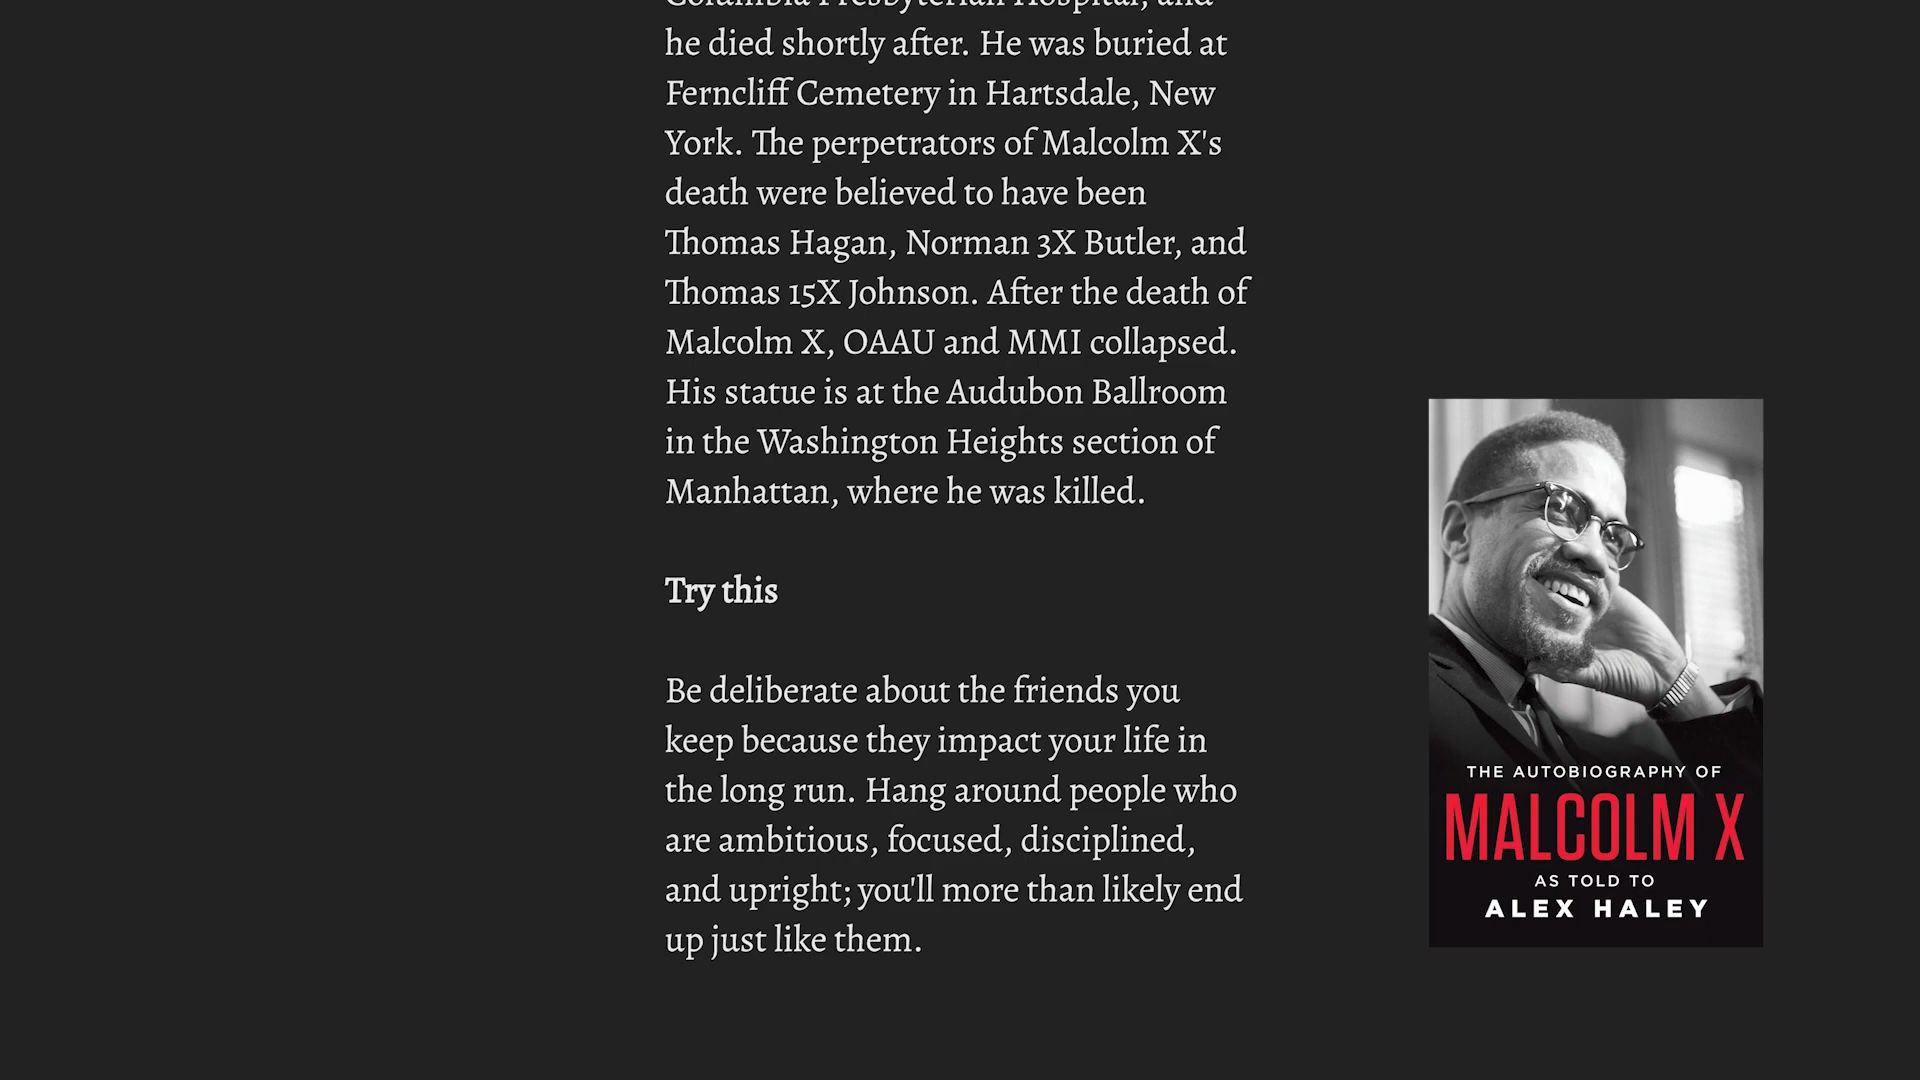 Columbia Presbyterian Hospital, and
he died shortly after. He was buried at
Ferncliff Cemetery in Hartsdale, New
York. The perpetrators of Malcolm X's
death were believed to have been
Thomas Hagan, Norman 3X Butler, and
Thomas 15X Johnson. After the death of
Malcolm X, OAAU and MMI collapsed.
His statue is at the Audubon Ballroom
in the Washington Heights section of
Manhattan, where he was killed.
Try this
Be deliberate about the friends you
keep because they impact your life in
the long run. Hang around people who
are ambitious, focused, disciplined,
and upright; you'll more than likely end
up just like them.
THE AUTOBIOGRAPHY OF
MALCOLM X
AS TOLD TO
ALEX HALEY